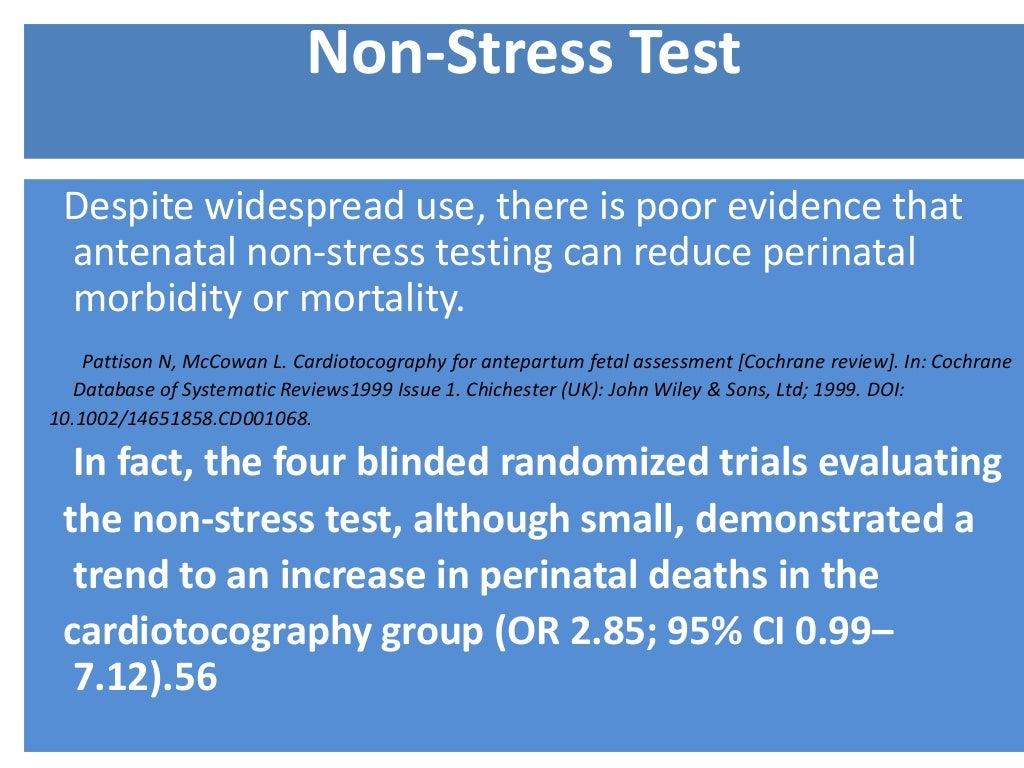 Non-Stress Test
Despite widespread use, there is poor evidence that
antenatal non-stress testing can reduce perinatal
morbidity or mortality.
Pattison N, McCowan L. Cardiotocography for antepartum fetal assessment [Cochrane review]. In: Cochrane
Database of Systematic Reviews1999 Issue 1. Chichester (UK): John Wiley & Sons, Ltd; 1999. DOI:
10.1002/14651858.CD001068.
In fact, the four blinded randomized trials evaluating
the non-stress test, although small, demonstrated a
trend to an increase in perinatal deaths in the
cardiotocography group (OR 2.85; 95% CI 0.99–
7.12).56